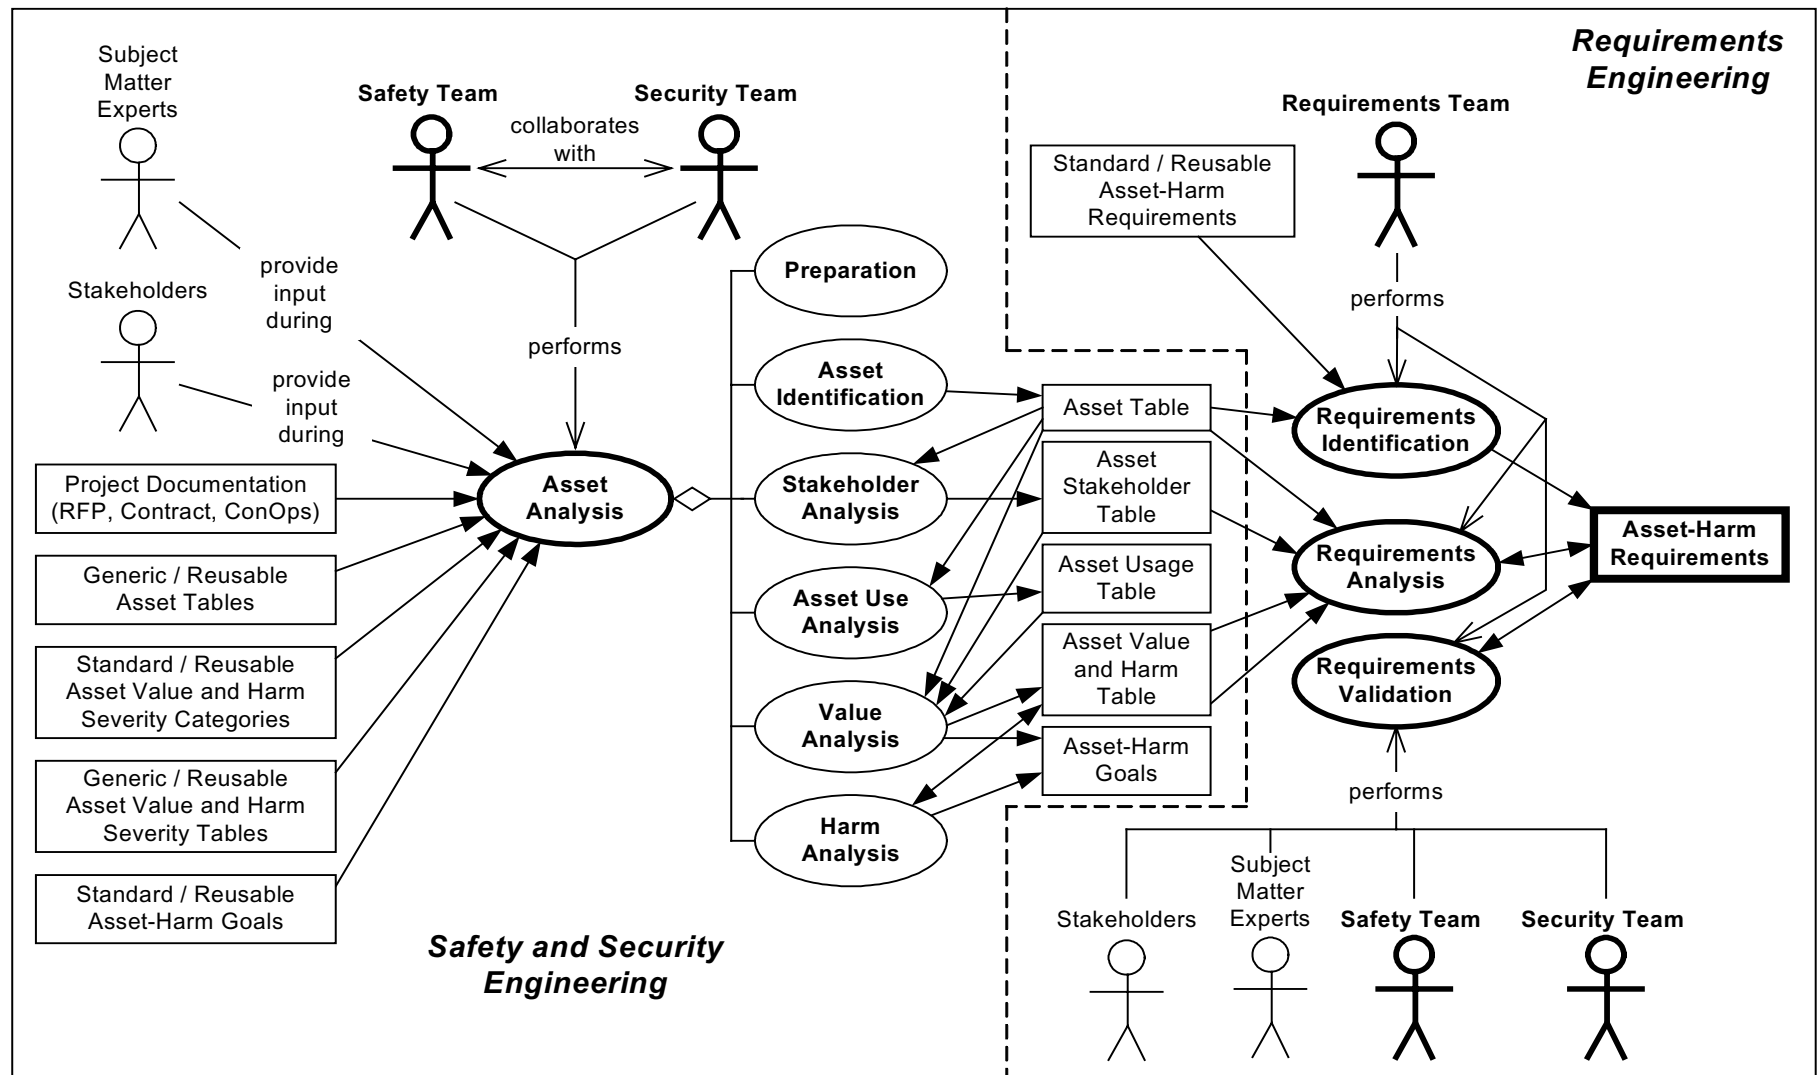 Requirements
Engineering
Subject
Matter
Experts
Safety Team
Security Team
collaborates
with
Requirements Team
Standard / Reusable
Asset-Harm
Requirements
Stakeholders
provide
input
during
provide
input
during
performs
performs
Preparation
Asset
Identification
Stakeholder
Analysis
Asset Use
Analysis
Value
Analysis
Harm
Analysis
Asset
Analysis
Project Documentation
(RFP, Contract, ConOps)
Generic / Reusable
Asset Tables
Standard / Reusable
Asset Value and Harm
Severity Categories
Generic / Reusable
Asset Value and Harm
Severity Tables
Standard / Reusable
Asset-Harm Goals
Asset Table
Asset
Stakeholder
Table
Asset Usage
Table
Asset Value
and Harm
Table
Asset-Harm
Goals
Requirements
Identification
Requirements
Analysis
Requirements
Validation
Asset-Harm
Requirements
performs
Stakeholders
Subject
Matter
Experts
Safety Team
Security Team
Safety and Security
Engineering